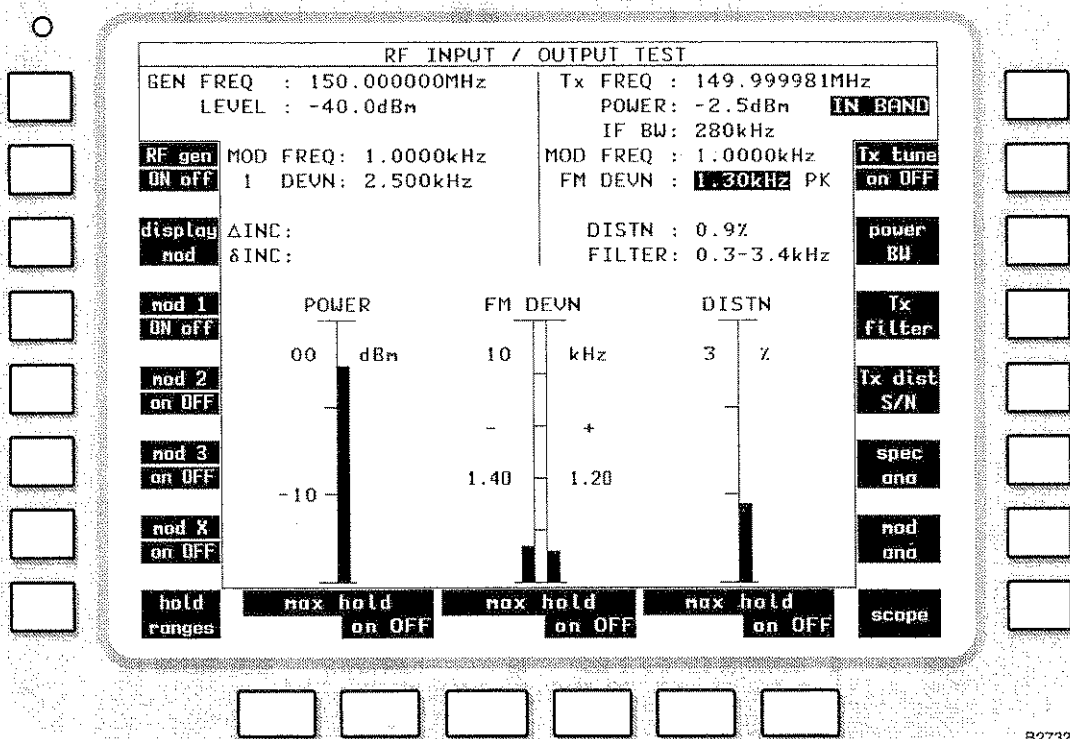 RF INPUT / OUTPUT TEST
GEN FREQ : 150.000000MHz
LEVEL : -40.0dBm
Tx FREQ : 149.999981MHz
POWER: -2.5dBm IN BAND
IF BW: 280kHz
RF gen
ON off
MOD FREQ: 1.0000kHz
1 DEVN: 2.500kHz
MOD FREQ : 1.0000kHz
FM DEVN : 1.30kHz PK
Tx tune
on OFF
display
mod
ΔINC:
δINC:
DISTN : 0.9%
FILTER: 0.3-3.4kHz
power
BW
mod 1
ON off
POWER
FM DEVN
DISTN
Tx
filter
00 dBm
10 kHz
3 %
mod 2
on OFF
Tx dist
S/N
- +
mod 3
on OFF
1.40 1.20
spec
ana
-10
mod X
on OFF
mod
ana
hold
ranges
max hold
on OFF
max hold
on OFF
max hold
on OFF
scope
B2732